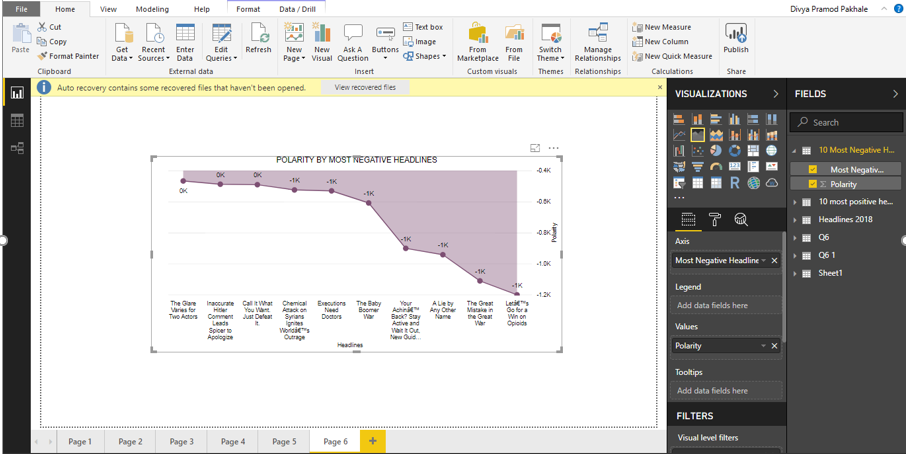 File Home View Modeling Help Format Data / Drill Divya Pramod Pakhale
Paste
Cut
Copy
Format Painter
Clipboard
Get Data
Recent Sources
Enter Data
Edit Queries
Refresh
External data
New Page
New Visual
Ask A Question
Buttons
Text box
Image
Shapes
Insert
From Marketplace
From File
Custom visuals
Switch Theme
Themes
Manage Relationships
Relationships
New Measure
New Column
New Quick Measure
Calculations
Publish
Share
Auto recovery contains some recovered files that haven't been opened. View recovered files
POLARITY BY MOST NEGATIVE HEADLINES
0K 0K 0K -1K -1K -1K -1K -1K -1K -1K
-0.4K
-0.6K
-0.8K
-1.0K
-1.2K
Polarity
The Glare Varies for Two Actors
Inaccurate Hitler Comment Leads Spicer to Apologize
Call It What You Want. Just Defeat It.
Chemical Attack on Syrians Ignites Worldâ€™s Outrage
Executions Need Doctors
The Baby Boomer War
Your Achinâ€™ Back? Stay Active and Wait It Out, New Guid...
A Lie by Any Other Name
The Great Mistake in the Great War
Letâ€™s Go for a Win on Opioids
Headlines
Page 1 Page 2 Page 3 Page 4 Page 5 Page 6 +
VISUALIZATIONS
R
Axis
Most Negative Headline
Legend
Add data fields here
Values
Polarity
Tooltips
Add data fields here
FILTERS
Visual level filters
FIELDS
Search
10 Most Negative H...
Most Negativ...
Σ Polarity
10 most positive he...
Headlines 2018
Q6
Q6 1
Sheet1